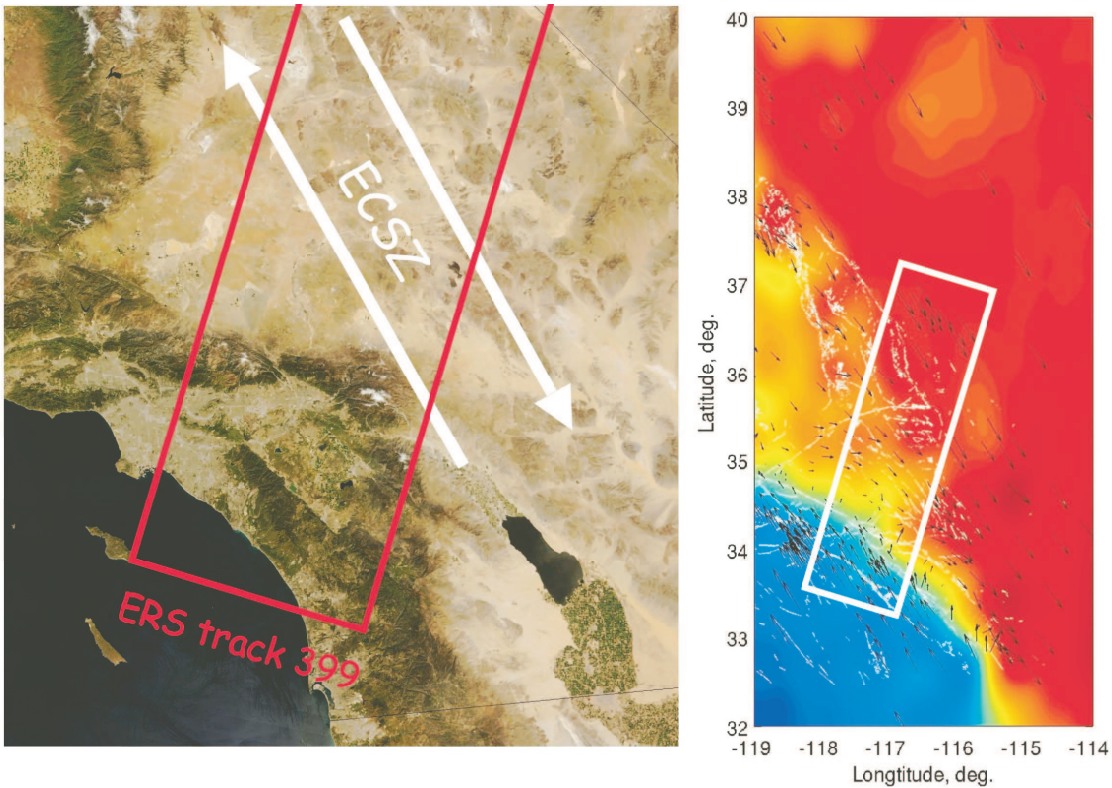 ECSZ
ERS track 399
40
39
38
37
36
35
34
33
32
Latitude, deg.
-119 -118 -117 -116 -115 -114
Longtitude, deg.